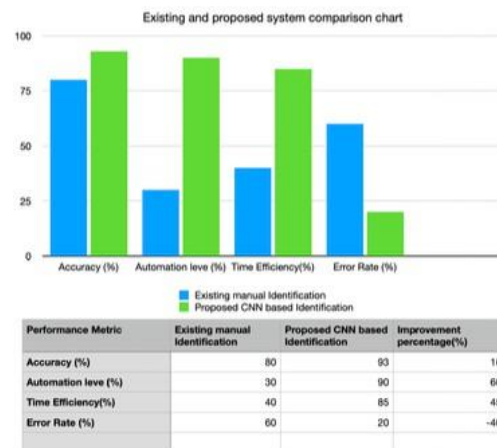 Existing and proposed system comparison chart
100
75
50
25
0
Accuracy (%) Automation leve (%) Time Efficiency(%) Error Rate (%)
Existing manual Identification
Proposed CNN based Identification
Performance Metric Existing manual Identification Proposed CNN based Identification Improvement percentage(%)
Accuracy (%) 80 93
Automation leve (%) 30 90
Time Efficiency(%) 40 85
Error Rate (%) 60 20